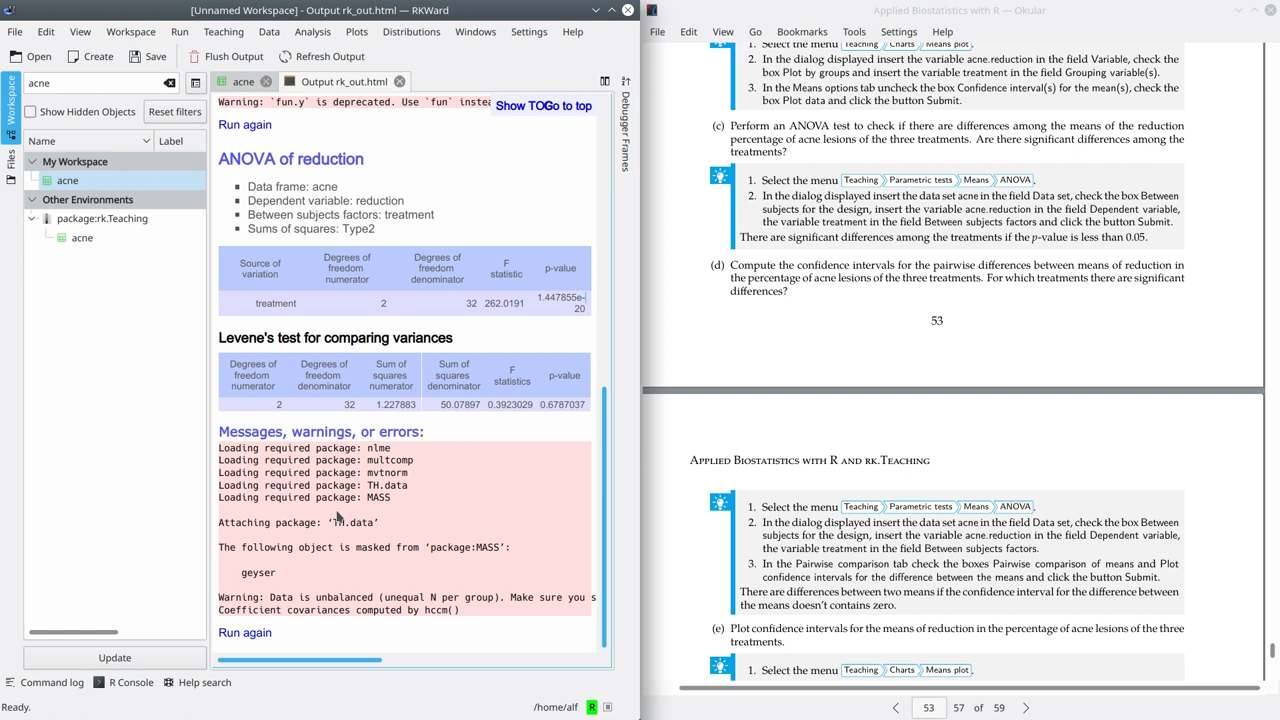 [Unnamed Workspace] - Output rk_out.html — RKWard
File Edit View Workspace Run Teaching Data Analysis Plots Distributions Windows Settings Help
Open Create Save Flush Output Refresh Output
acne
Show Hidden Objects Reset filters
Name Label
My Workspace
acne
Other Environments
package:rk.Teaching
acne
Update
Workspace
Files
acne Output rk_out.html
Debugger Frames
Warning: `fun.y` is deprecated. Use `fun` instea
Show TOC
Go to top
Run again
ANOVA of reduction
Data frame: acne
Dependent variable: reduction
Between subjects factors: treatment
Sums of squares: Type2
Source of variation Degrees of freedom numerator Degrees of freedom denominator F statistic p-value
treatment 2 32 262.0191 1.447855e-20
Levene's test for comparing variances
Degrees of freedom numerator Degrees of freedom denominator Sum of squares numerator Sum of squares denominator F statistics p-value
2 32 1.227883 50.07897 0.3923029 0.6787037
Messages, warnings, or errors:
Loading required package: nlme
Loading required package: multcomp
Loading required package: mvtnorm
Loading required package: TH.data
Loading required package: MASS
Attaching package: ‘TH.data’
The following object is masked from ‘package:MASS’:
geyser
Warning: Data is unbalanced (unequal N per group). Make sure you s
Coefficient covariances computed by hccm()
Run again
Command log R Console Help search
Ready. /home/alf R
Applied Biostatistics with R — Okular
File Edit View Go Bookmarks Tools Settings Help
1. Select the menu Teaching Charts Means plot.
2. In the dialog displayed insert the variable acne.reduction in the field Variable, check the
box Plot by groups and insert the variable treatment in the field Grouping variable(s).
3. In the Means options tab uncheck the box Confidence interval(s) for the mean(s), check the
box Plot data and click the button Submit.
(c) Perform an ANOVA test to check if there are differences among the means of the reduction
percentage of acne lesions of the three treatments. Are there significant differences among the
treatments?
1. Select the menu Teaching Parametric tests Means ANOVA.
2. In the dialog displayed insert the data set acne in the field Data set, check the box Between
subjects for the design, insert the variable acne.reduction in the field Dependent variable,
the variable treatment in the field Between subjects factors and click the button Submit.
There are significant differences among the treatments if the p-value is less than 0.05.
(d) Compute the confidence intervals for the pairwise differences between means of reduction in
the percentage of acne lesions of the three treatments. For which treatments there are significant
differences?
53
Applied Biostatistics with R and rk.Teaching
1. Select the menu Teaching Parametric tests Means ANOVA.
2. In the dialog displayed insert the data set acne in the field Data set, check the box Between
subjects for the design, insert the variable acne.reduction in the field Dependent variable,
the variable treatment in the field Between subjects factors.
3. In the Pairwise comparison tab check the boxes Pairwise comparison of means and Plot
confidence intervals for the difference between the means and click the button Submit.
There are differences between two means if the confidence interval for the difference between
the means doesn't contains zero.
(e) Plot confidence intervals for the means of reduction in the percentage of acne lesions of the three
treatments.
1. Select the menu Teaching Charts Means plot.
53 57 of 59